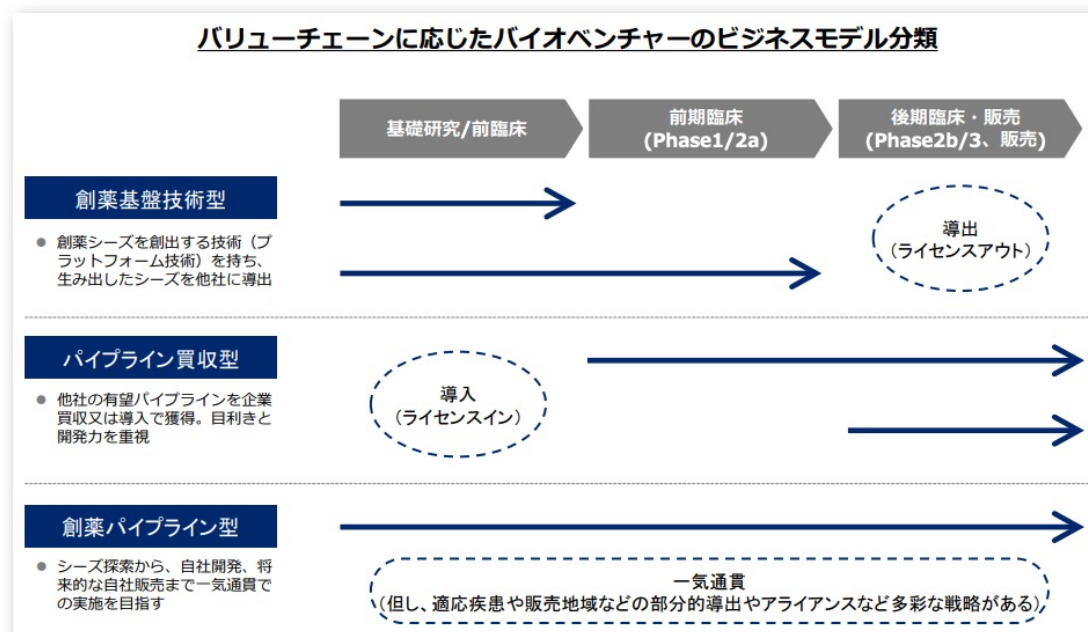 バリューチェーンに応じたバイオベンチャーのビジネスモデル分類
基礎研究/前臨床
前期臨床
(Phase1/2a)
後期臨床・販売
(Phase2b/3、販売)
創薬基盤技術型
● 創薬シーズを創出する技術（プ
ラットフォーム技術）を持ち、
生み出したシーズを他社に導出
導出
（ライセンスアウト）
パイプライン買収型
● 他社の有望パイプラインを企業
買収又は導入で獲得。目利きと
開発力を重視
導入
（ライセンスイン）
創薬パイプライン型
● シーズ探索から、自社開発、将
来的な自社販売まで一気通貫で
の実施を目指す
一気通貫
（但し、適応疾患や販売地域などの部分的導出やアライアンスなど多彩な戦略がある）